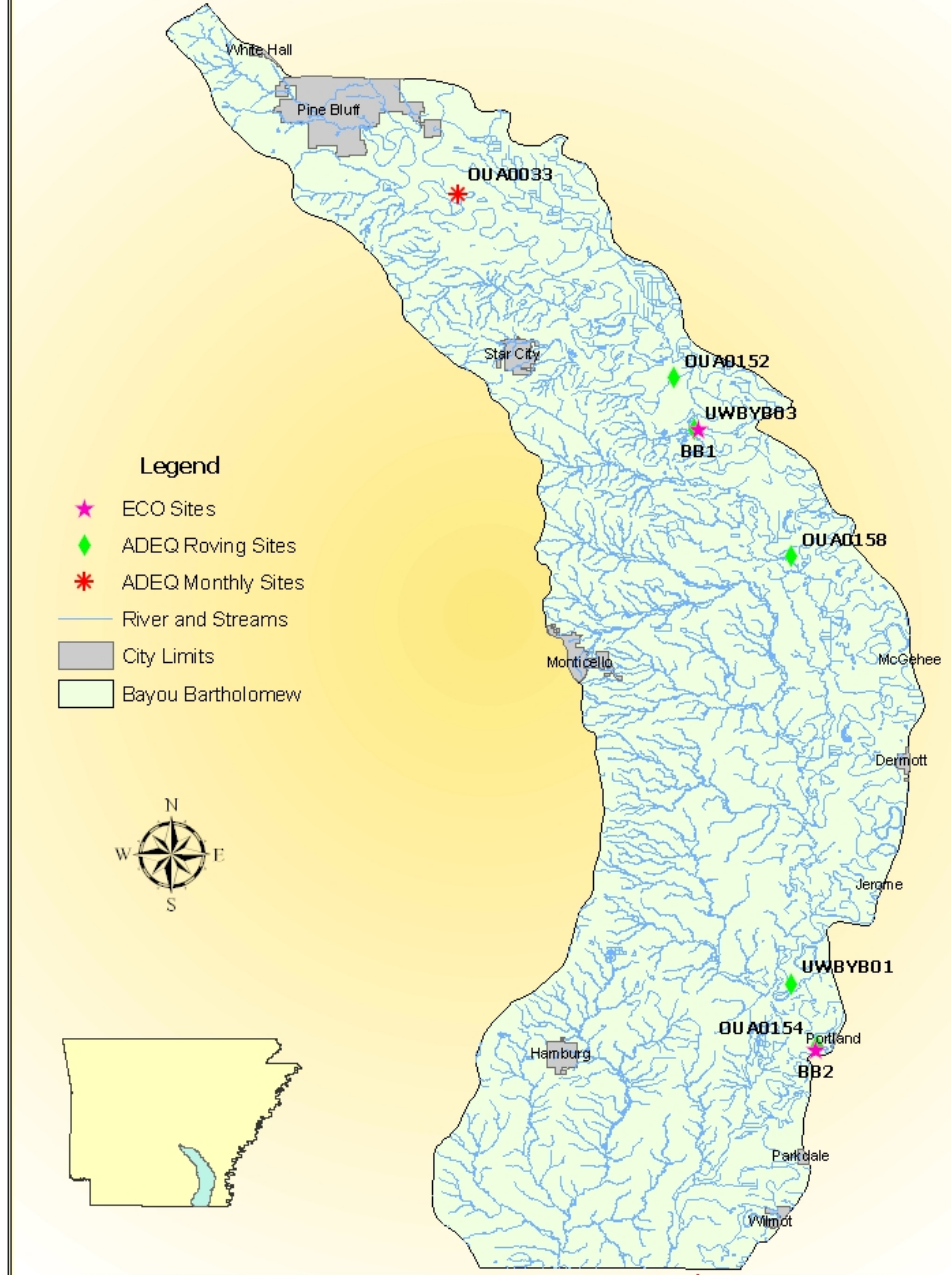 White Hall
Pine Bluff
OUA0033
Star City
OUA0152
UWBYB03
BB1
Legend
ECO Sites
ADEQ Roving Sites
ADEQ Monthly Sites
River and Streams
City Limits
Bayou Bartholomew
OUA0158
McGehee
Monticello
Dermott
N
W
E
S
Jerome
UWBYB01
OUA0154
Portland
Hamburg
BB2
Parkdale
Wilmot